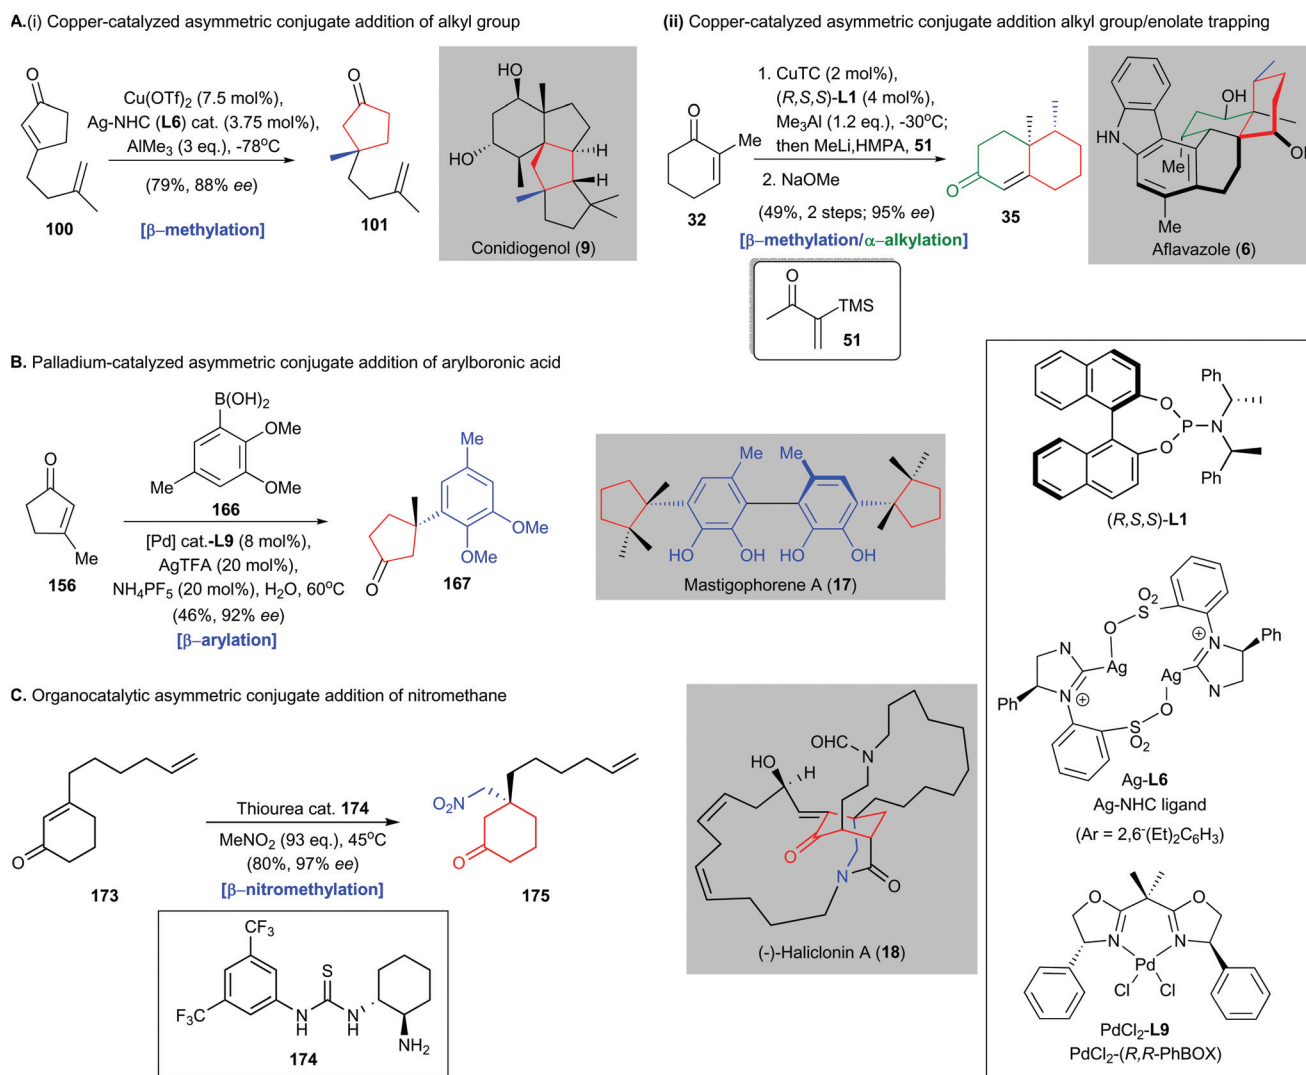 A.(i) Copper-catalyzed asymmetric conjugate addition of alkyl group
O
100
Cu(OTf)2 (7.5 mol%),
Ag-NHC (L6) cat. (3.75 mol%),
AlMe3 (3 eq.), -78oC
(79%, 88% ee)
[β–methylation]
O
101
HO
HO
H
H
Conidiogenol (9)
(ii) Copper-catalyzed asymmetric conjugate addition alkyl group/enolate trapping
O
Me
32
1. CuTC (2 mol%),
(R,S,S)-L1 (4 mol%),
Me3Al (1.2 eq.), -30oC;
then MeLi,HMPA, 51
2. NaOMe
(49%, 2 steps; 95% ee)
[β–methylation/α–alkylation]
O
35
OH
HN
Me
OH
Me
Aflavazole (6)
O
TMS
51
B. Palladium-catalyzed asymmetric conjugate addition of arylboronic acid
O
Me
156
B(OH)2
OMe
OMe
Me
166
[Pd] cat.-L9 (8 mol%),
AgTFA (20 mol%),
NH4PF5 (20 mol%), H2O, 60oC
(46%, 92% ee)
[β–arylation]
Me
OMe
OMe
O
167
Me
Me
HO
OH
HO
OH
Mastigophorene A (17)
C. Organocatalytic asymmetric conjugate addition of nitromethane
O
173
Thiourea cat. 174
MeNO2 (93 eq.), 45oC
(80%, 97% ee)
[β–nitromethylation]
O2N
O
175
CF3
F3C
S
N
H
N
H
NH2
174
OHC
N
HO
H
O
N
O
(-)-Haliclonin A (18)
Ph
O
P
N
O
Ph
(R,S,S)-L1
O2
S
O
N
Ag
N
Ph
Ph
N
Ag
N
O
S
O2
Ag-L6
Ag-NHC ligand
(Ar = 2,6-(Et)2C6H3)
O
O
N
N
Pd
Cl
Cl
PdCl2-L9
PdCl2-(R,R-PhBOX)